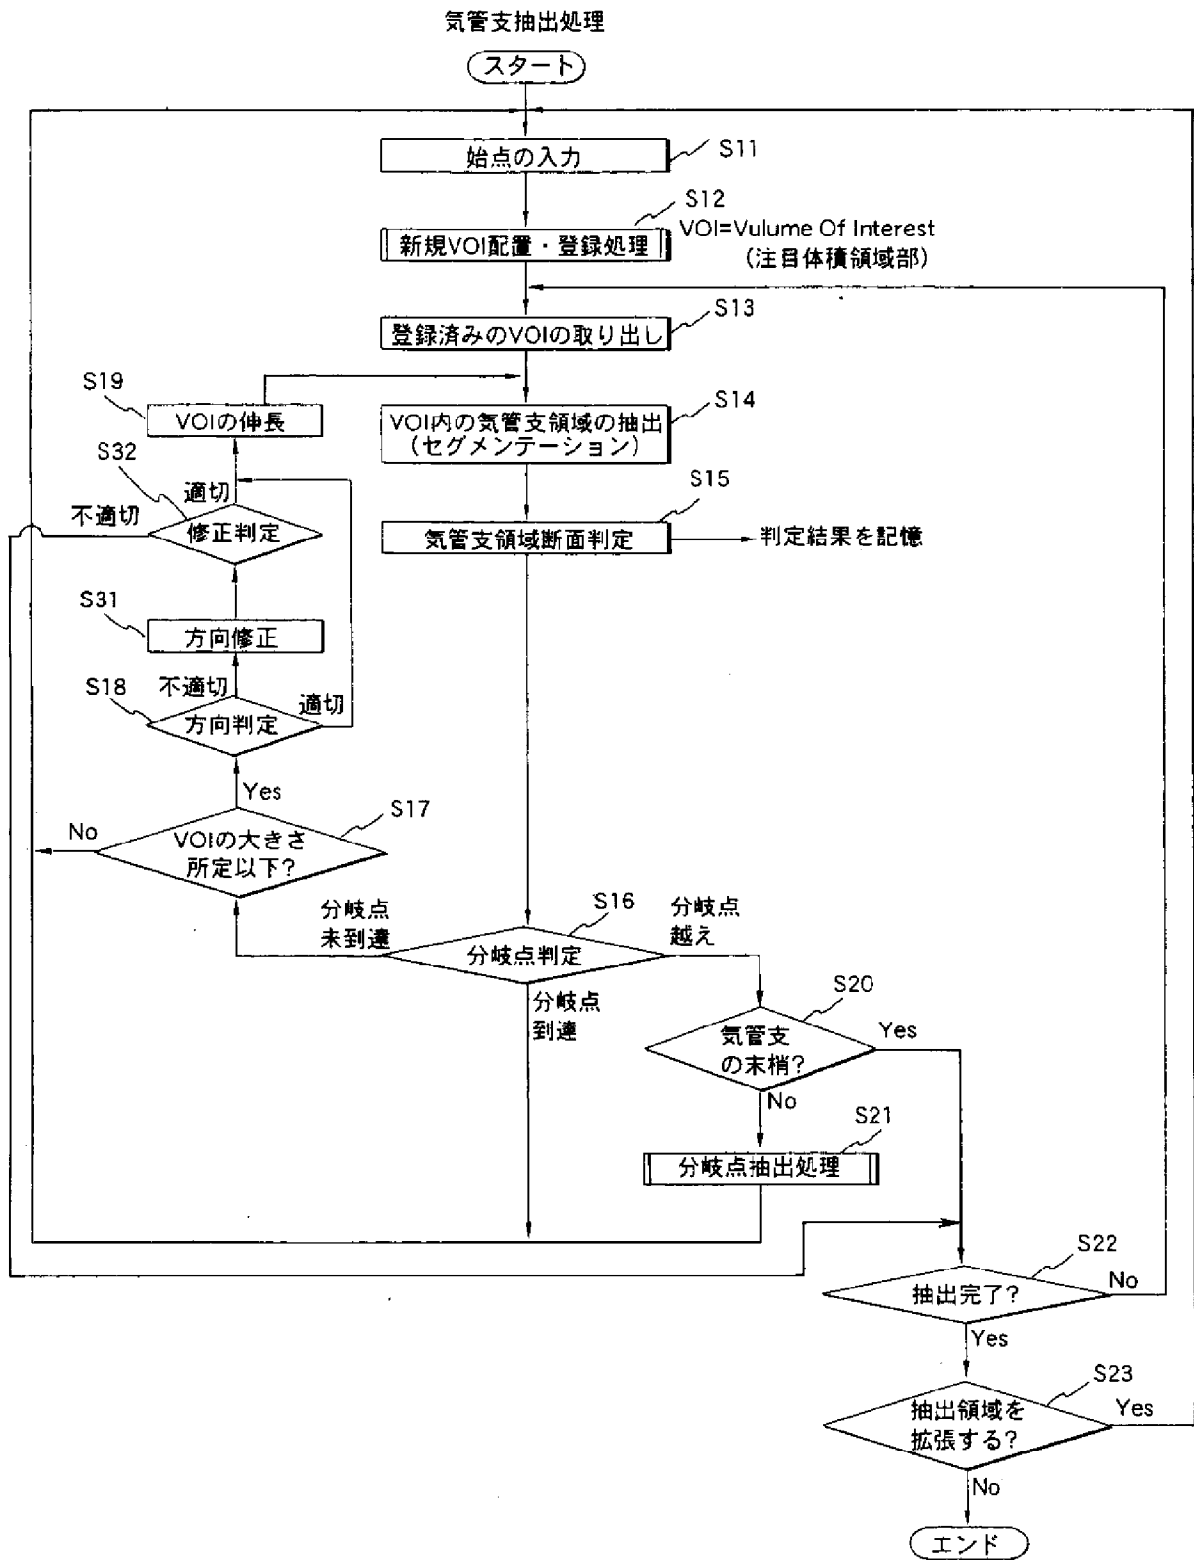 気管支抽出処理
スタート
始点の入力
S11
S12
新規VOI配置・登録処理
VOI=Vulume Of Interest
（注目体積領域部）
S13
登録済みのVOIの取り出し
S19
VOIの伸長
S14
VOI内の気管支領域の抽出
（セグメンテーション）
S32
適切
不適切
修正判定
S15
気管支領域断面判定
判定結果を記憶
S31
方向修正
S18
不適切
適切
方向判定
Yes
S17
No
VOIの大きさ
所定以下?
分岐点
未到達
S16
分岐点
越え
分岐点判定
分岐点
到達
S20
気管支
の末梢?
Yes
No
S21
分岐点抽出処理
S22
抽出完了?
No
Yes
S23
抽出領域を
拡張する?
Yes
No
エンド